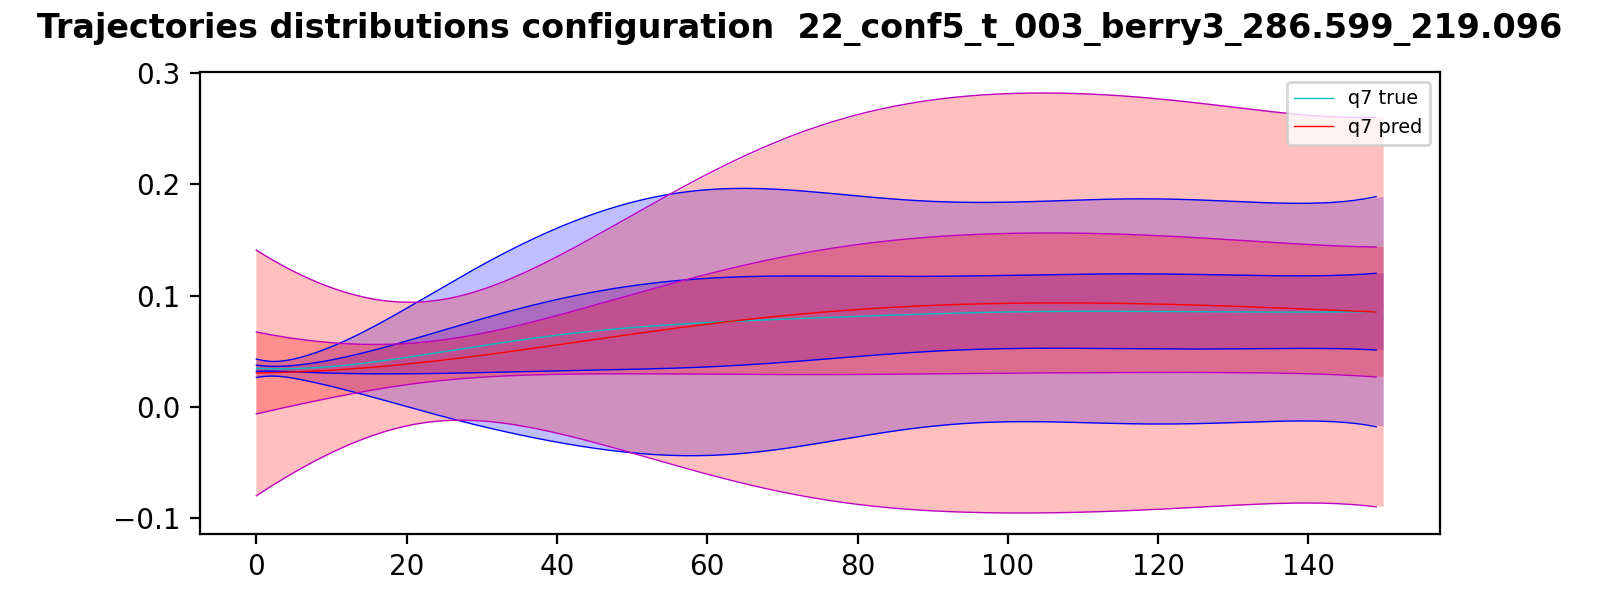 Trajectories distributions configuration  22_conf5_t_003_berry3_286.599_219.096
0.3
0.2
0.1
0.0
−0.1
q7 true
q7 pred
0 20 40 60 80 100 120 140